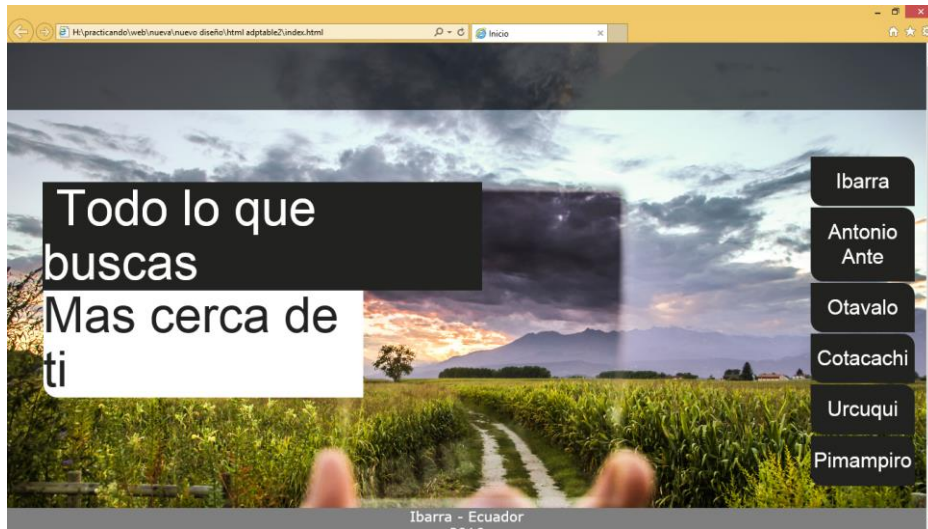 H:\practicando\web\nueva\nuevo diseño\html adptable2\index.html
Inicio
Todo lo que
buscas
Mas cerca de
ti
Ibarra
Antonio
Ante
Otavalo
Cotacachi
Urcuqui
Pimampiro
Ibarra - Ecuador